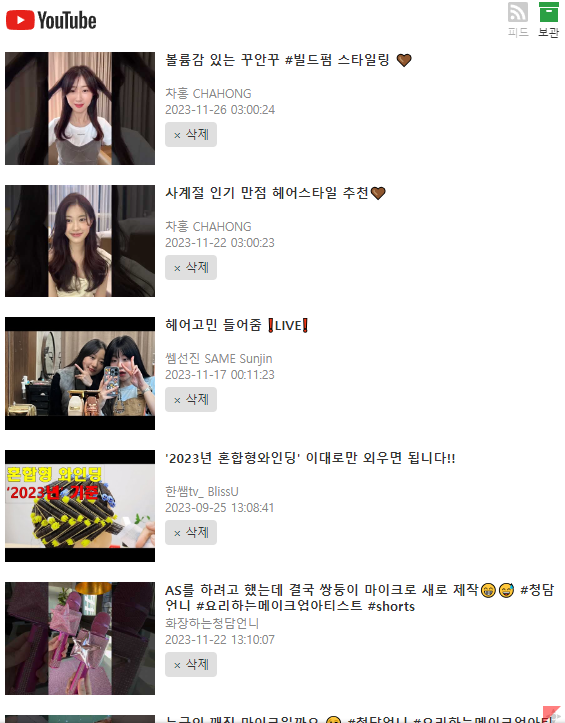 YouTube
피드 보관
볼륨감 있는 꾸안꾸 #빌드펌 스타일링 🤎
차홍 CHAHONG
2023-11-26 03:00:24
× 삭제
사계절 인기 만점 헤어스타일 추천🤎
차홍 CHAHONG
2023-11-22 03:00:23
× 삭제
헤어고민 들어줌❗LIVE❗
쌤선진 SAME Sunjin
2023-11-17 00:11:23
× 삭제
혼합형 와인딩
'2023년 기준
'2023년 혼합형와인딩' 이대로만 외우면 됩니다!!
한쌤tv_ BlissU
2023-09-25 13:08:41
× 삭제
AS를 하려고 했는데 결국 쌍둥이 마이크로 새로 제작😁😅 #청담
언니 #요리하는메이크업아티스트 #shorts
화장하는청담언니
2023-11-22 13:10:07
× 삭제